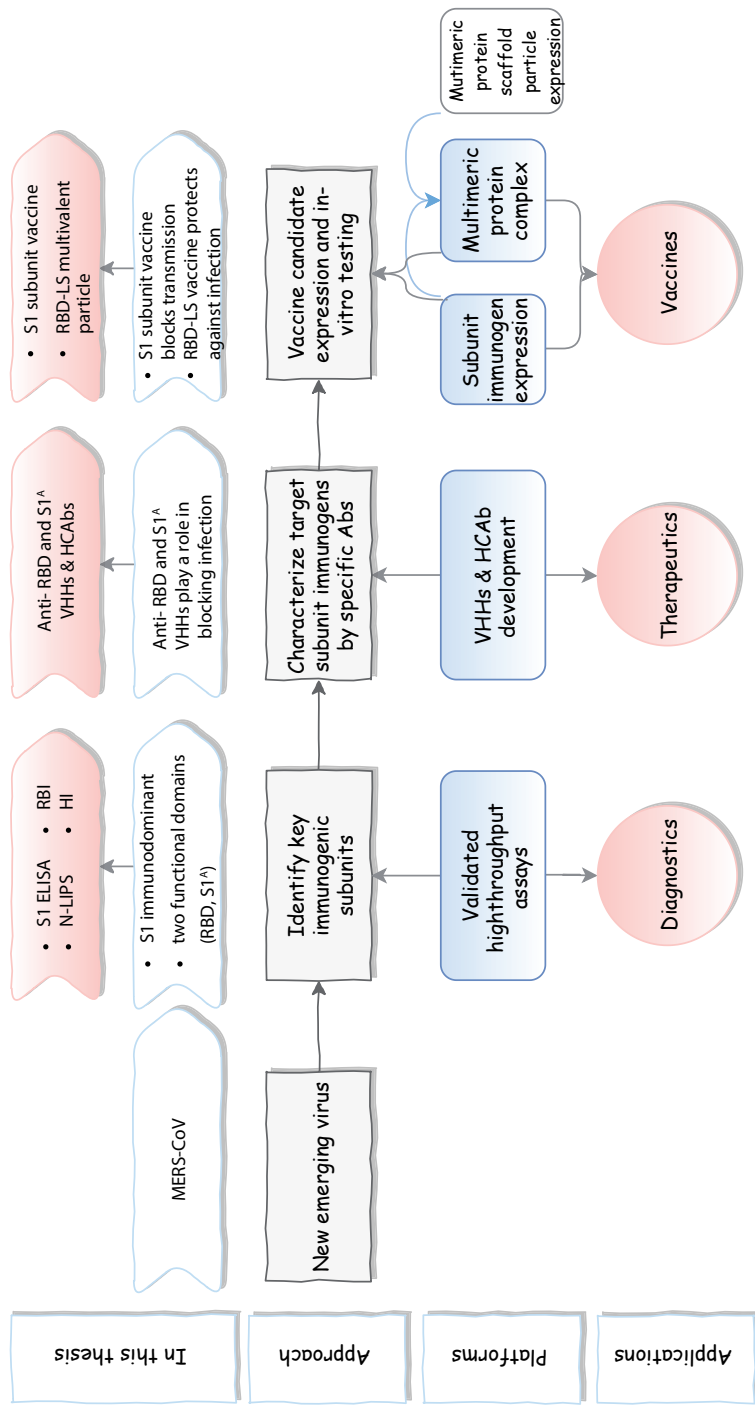 In this thesis
MERS-CoV
• S1 ELISA • RBI
• N-LIPS • HI
• S1 immunodominant
• two functional domains
(RBD, S1ᴬ)
Anti- RBD and S1ᴬ
VHHs & HCAbs
Anti- RBD and S1ᴬ
VHHs play a role in
blocking infection
• S1 subunit vaccine
• RBD-LS multivalent
particle
• S1 subunit vaccine
blocks transmission
• RBD-LS vaccine protects
against infection
Approach
New emerging virus
Identify key
immunogenic
subunits
Characterize target
subunit immunogens
by specific Abs
Vaccine candidate
expression and in-
vitro testing
Platforms
Validated
highthroughput
assays
VHHs & HCAb
development
Subunit
immunogen
expression
Multimeric
protein
complex
Mutimeric
protein
scaffold
particle
expression
Applications
Diagnostics
Therapeutics
Vaccines